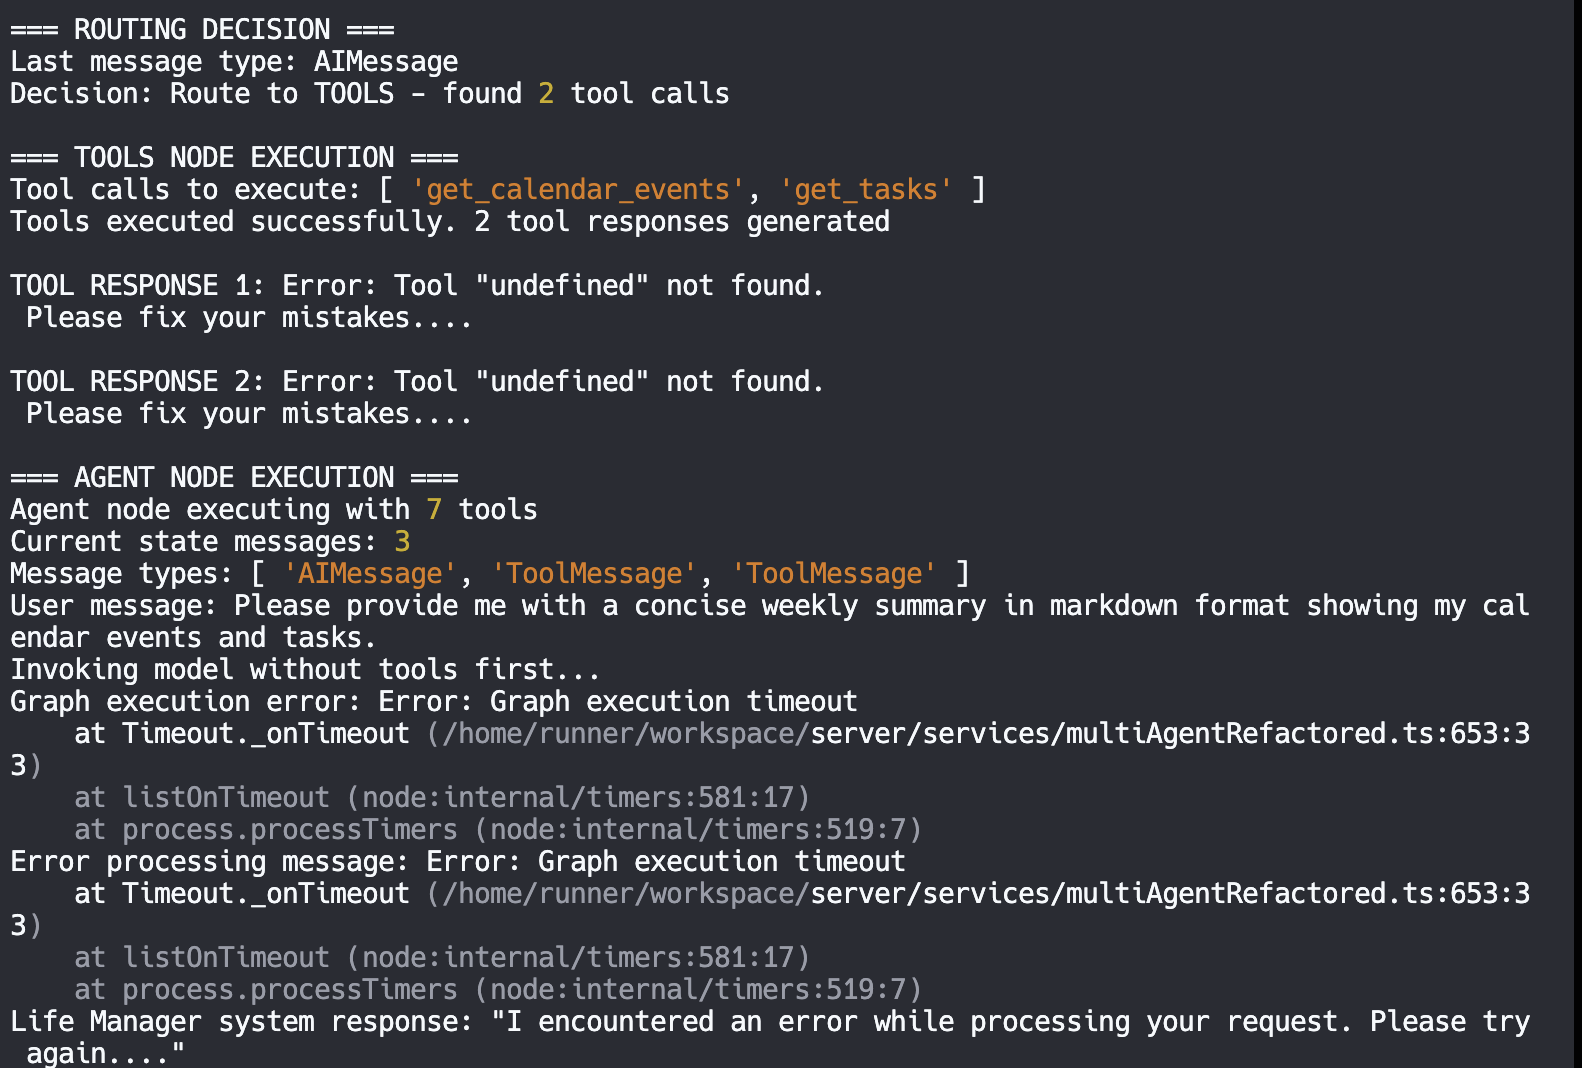 === ROUTING DECISION ===
Last message type: AIMessage
Decision: Route to TOOLS - found 2 tool calls

=== TOOLS NODE EXECUTION ===
Tool calls to execute: [ 'get_calendar_events', 'get_tasks' ]
Tools executed successfully. 2 tool responses generated

TOOL RESPONSE 1: Error: Tool "undefined" not found.
 Please fix your mistakes....

TOOL RESPONSE 2: Error: Tool "undefined" not found.
 Please fix your mistakes....

=== AGENT NODE EXECUTION ===
Agent node executing with 7 tools
Current state messages: 3
Message types: [ 'AIMessage', 'ToolMessage', 'ToolMessage' ]
User message: Please provide me with a concise weekly summary in markdown format showing my cal
endar events and tasks.
Invoking model without tools first...
Graph execution error: Error: Graph execution timeout
    at Timeout._onTimeout (/home/runner/workspace/server/services/multiAgentRefactored.ts:653:3
3)
    at listOnTimeout (node:internal/timers:581:17)
    at process.processTimers (node:internal/timers:519:7)
Error processing message: Error: Graph execution timeout
    at Timeout._onTimeout (/home/runner/workspace/server/services/multiAgentRefactored.ts:653:3
3)
    at listOnTimeout (node:internal/timers:581:17)
    at process.processTimers (node:internal/timers:519:7)
Life Manager system response: "I encountered an error while processing your request. Please try
 again...."